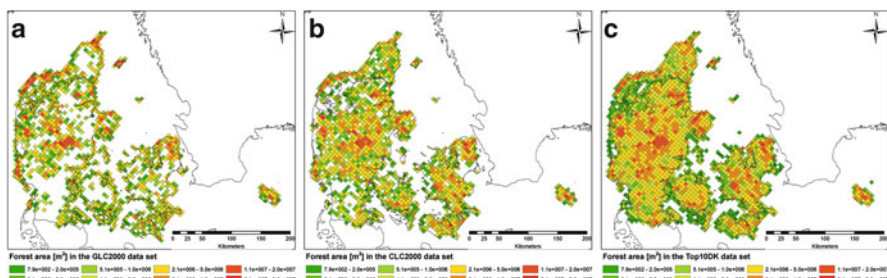 a
N
0 25 50 100 150 200
Kilometers
Forest area [m²] in the GLC2000 data set
7.9e+002 - 2.0e+005 5.1e+005 - 1.0e+006 2.1e+006 - 5.0e+006 1.1e+007 - 2.0e+007
b
N
0 25 50 100 150 200
Kilometers
Forest area [m²] in the CLC2000 data set
7.9e+002 - 2.0e+005 5.1e+005 - 1.0e+006 2.1e+006 - 5.0e+006 1.1e+007 - 2.0e+007
c
N
0 25 50 100 150 200
Kilometers
Forest area [m²] in the Top10DK data set
7.9e+002 - 2.0e+005 5.1e+005 - 1.0e+006 2.1e+006 - 5.0e+006 1.1e+007 - 2.0e+007